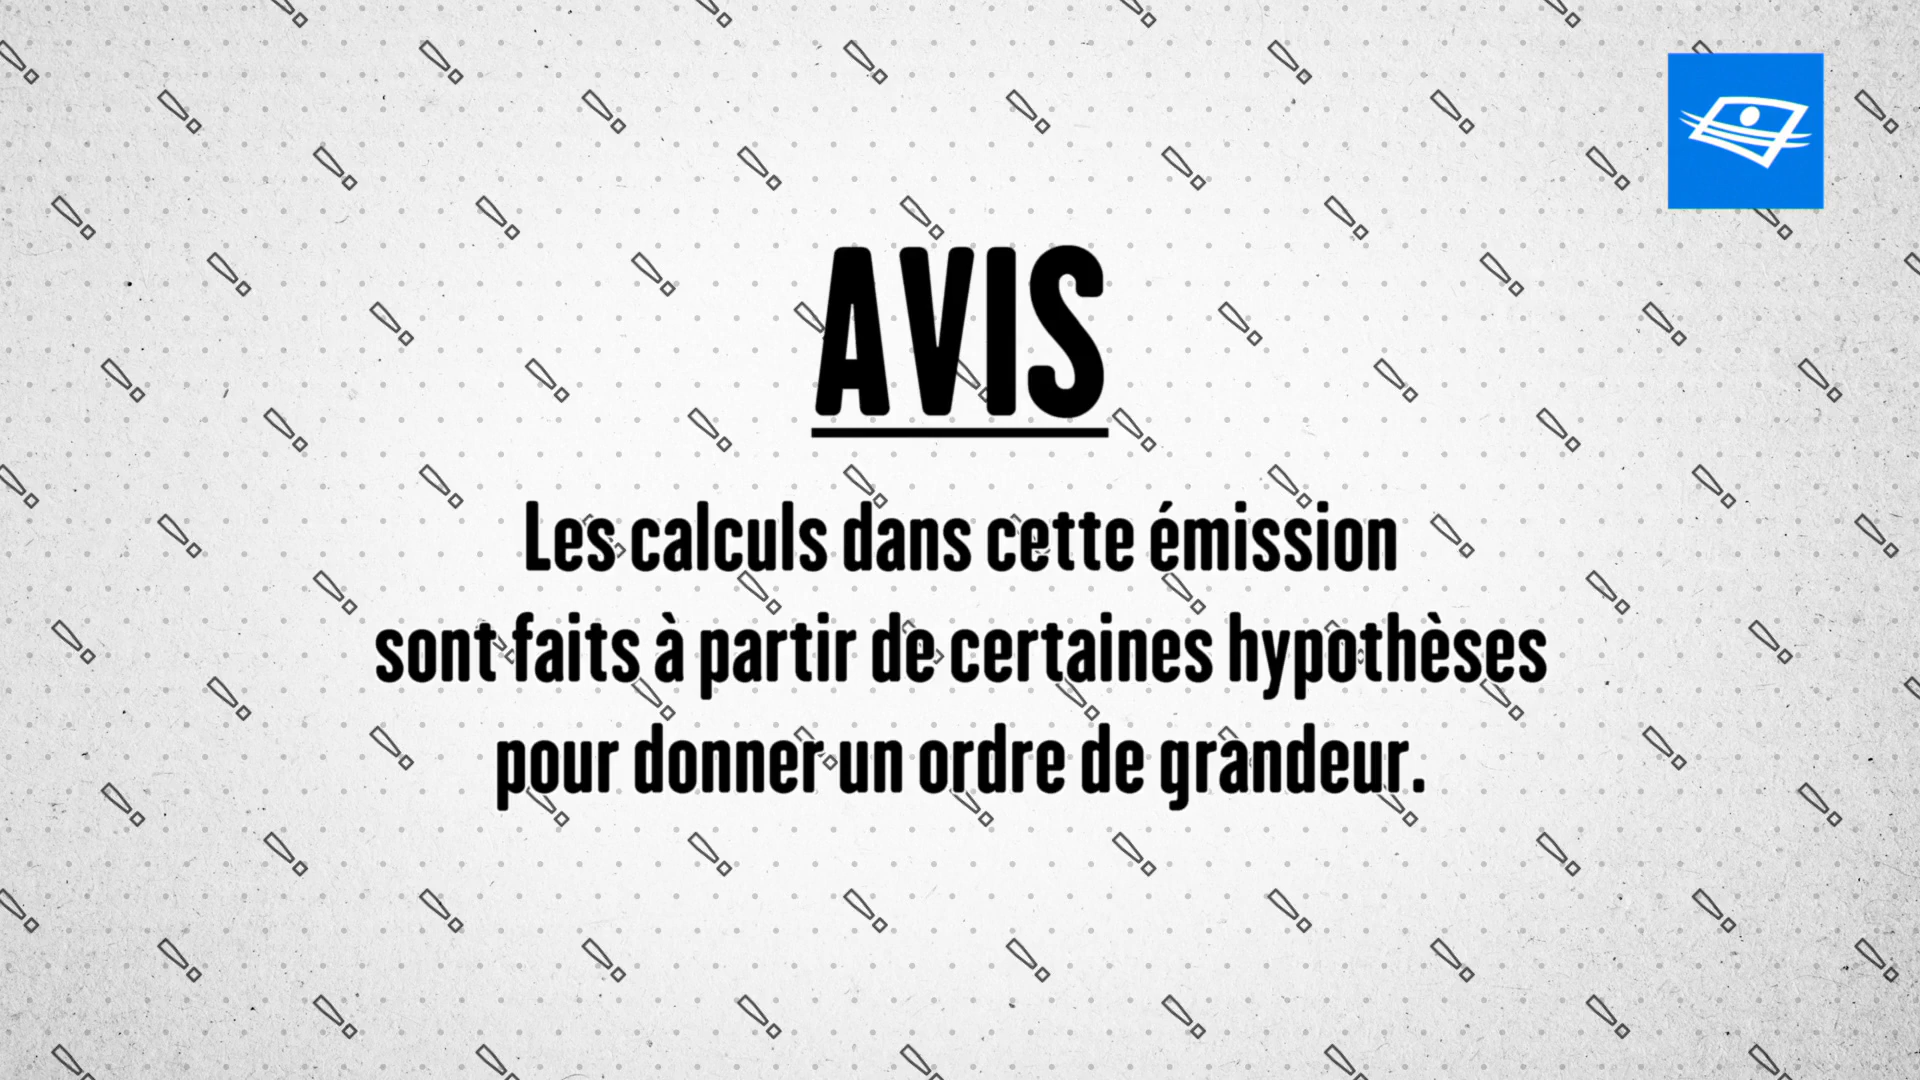 AVIS
Les calculs dans cette émission
sont faits à partir de certaines hypothèses
pour donner un ordre de grandeur.